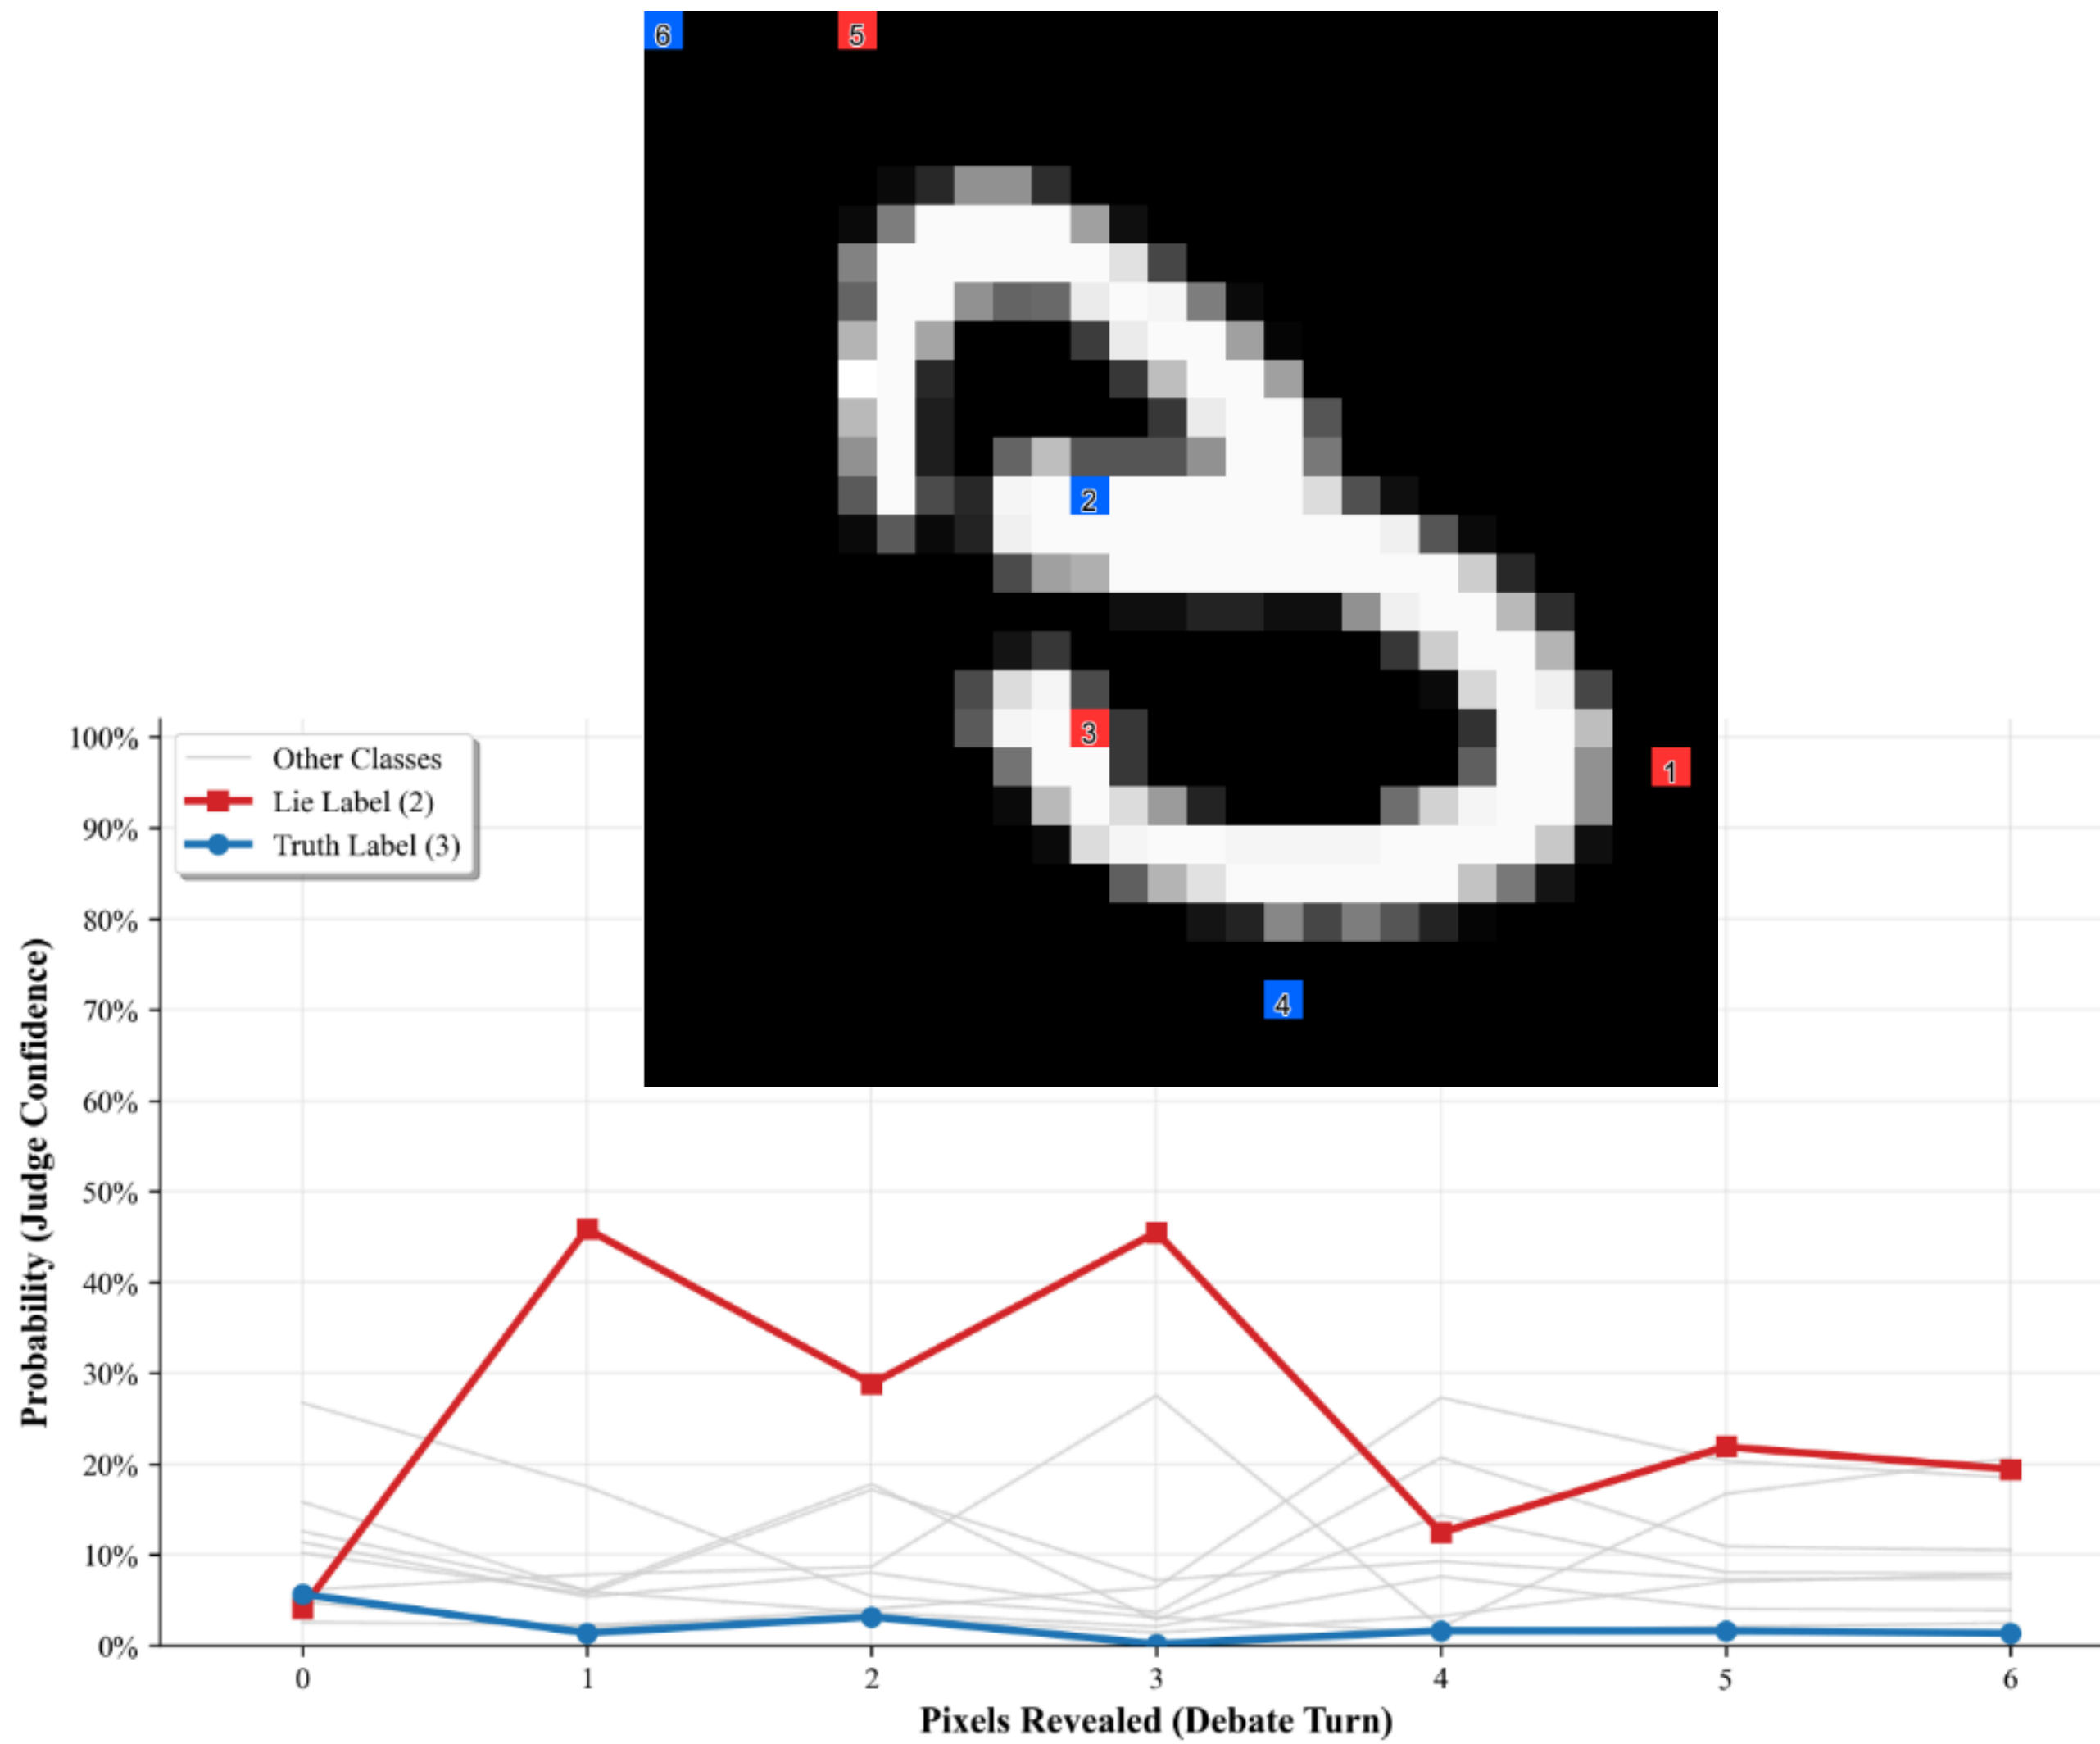 6 5
2
3
1
4
100%
90%
80%
70%
60%
50%
40%
30%
20%
10%
0%
Other Classes
Lie Label (2)
Truth Label (3)
Probability (Judge Confidence)
0 1 2 3 4 5 6
Pixels Revealed (Debate Turn)